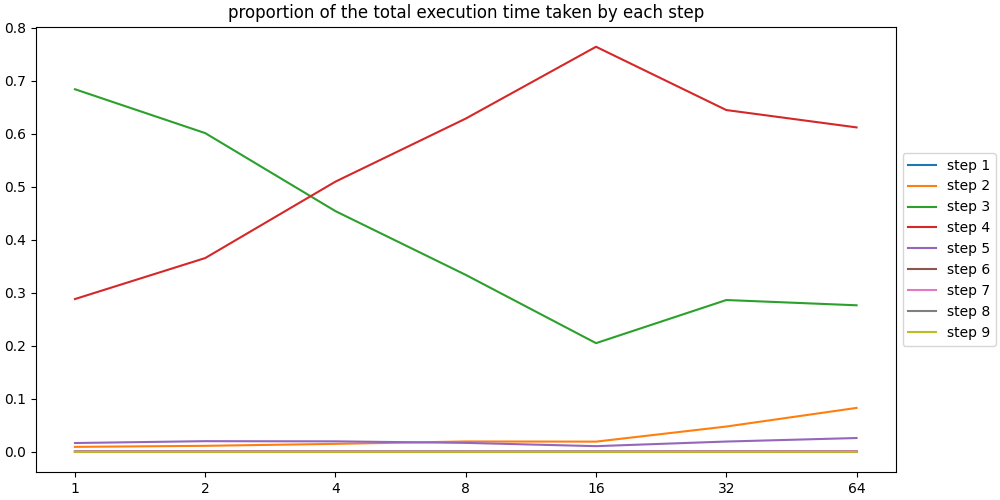 proportion of the total execution time taken by each step
0.8
0.7
0.6
0.5
0.4
0.3
0.2
0.1
0.0
1 2 4 8 16 32 64
step 1
step 2
step 3
step 4
step 5
step 6
step 7
step 8
step 9